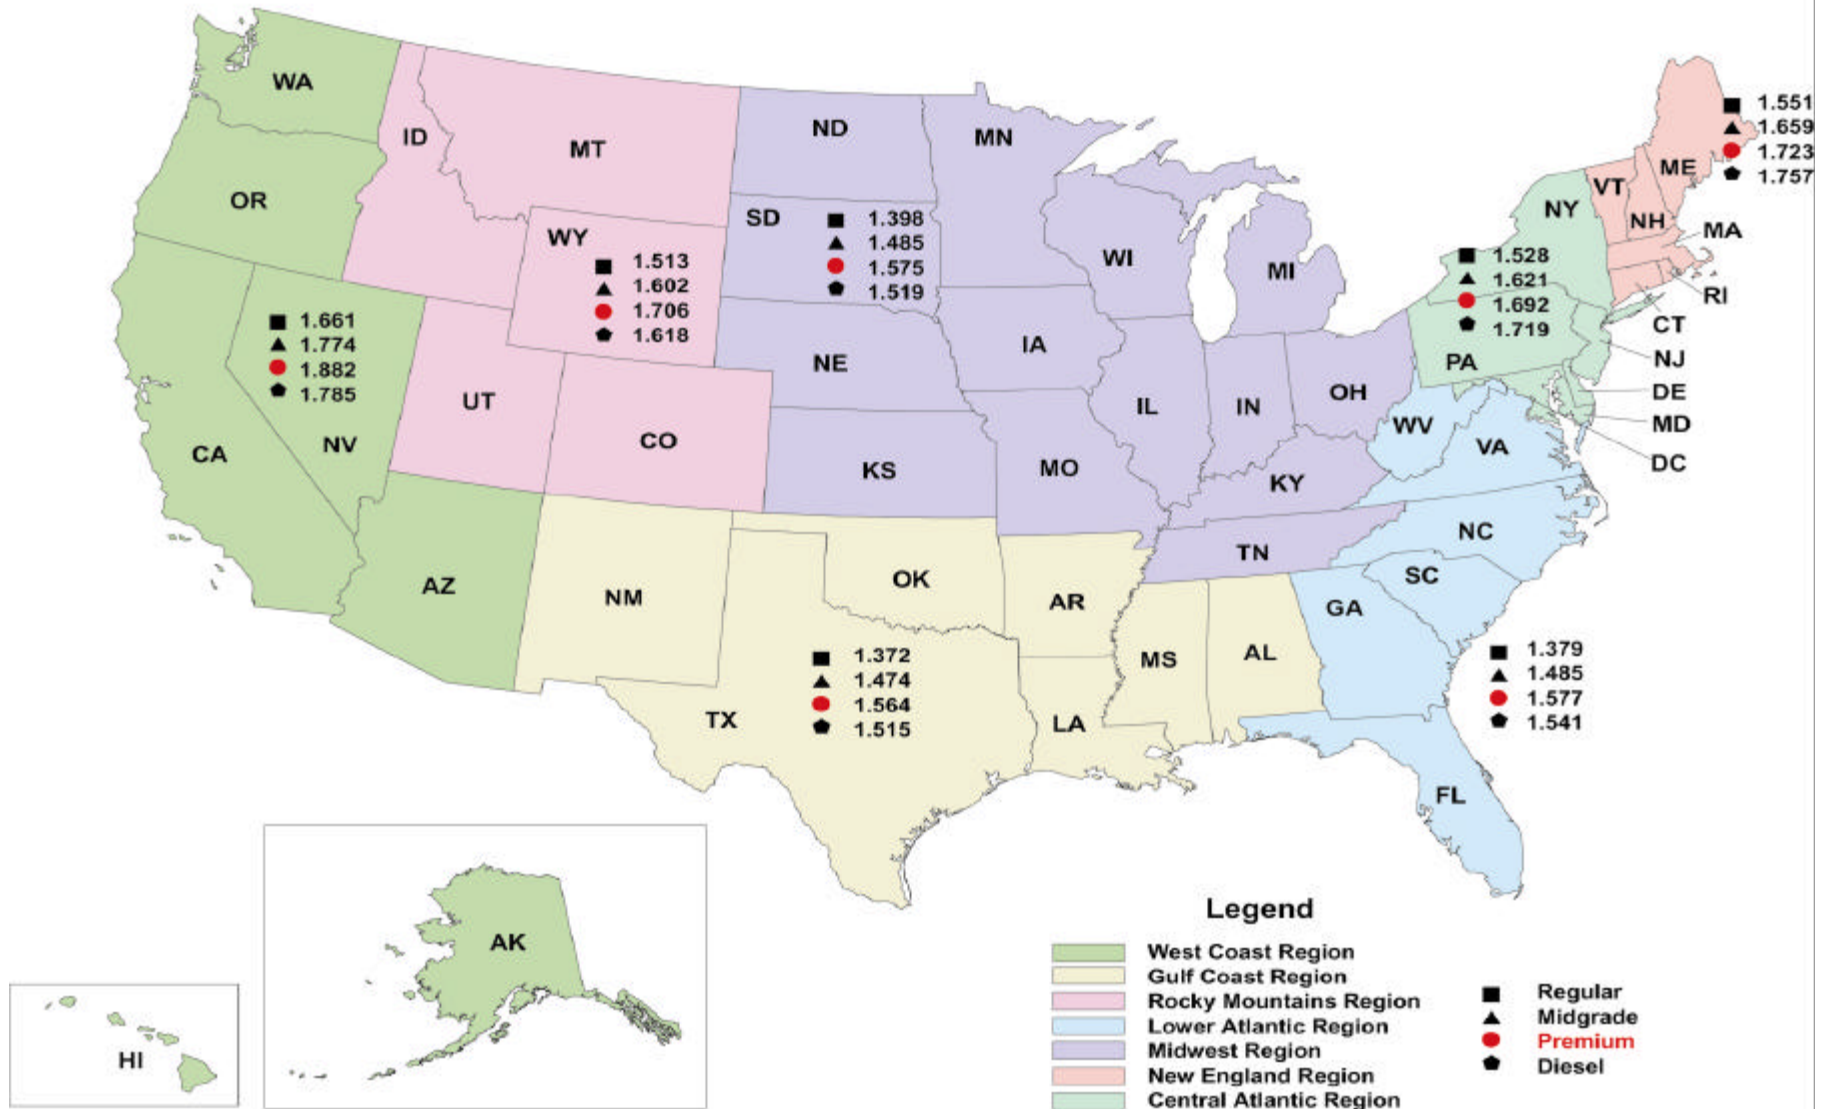 WA
ID
MT
ND
MN
OR
WY
■ 1.513
▲ 1.602
● 1.706
⬟ 1.618
SD
■ 1.398
▲ 1.485
● 1.575
⬟ 1.519
WI
MI
NY
VT
NH
ME
■ 1.551
▲ 1.659
● 1.723
⬟ 1.757
MA
RI
CT
NJ
DE
MD
DC
■ 1.528
▲ 1.621
● 1.692
⬟ 1.719
PA
■ 1.661
▲ 1.774
● 1.882
⬟ 1.785
CA
NV
UT
CO
NE
IA
KS
MO
IL
IN
OH
WV
VA
KY
TN
NC
SC
GA
AZ
NM
OK
AR
MS
AL
TX
■ 1.372
▲ 1.474
● 1.564
⬟ 1.515
LA
■ 1.379
▲ 1.485
● 1.577
⬟ 1.541
FL
AK
HI
Legend
West Coast Region
Gulf Coast Region
Rocky Mountains Region
Lower Atlantic Region
Midwest Region
New England Region
Central Atlantic Region
■ Regular
▲ Midgrade
● Premium
⬟ Diesel